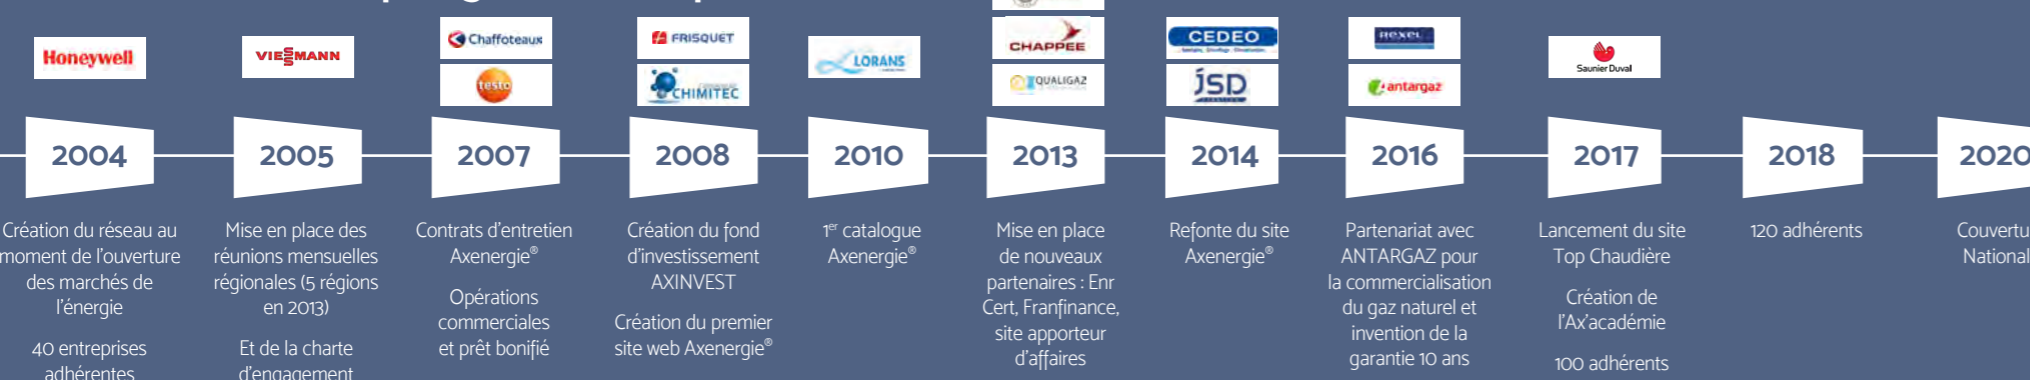 Honeywell
VIESMANN
Chaffoteaux
testo
FRISQUET
CHIMITEC
LORANS
CHAPPEE
QUALIGAZ
CEDEO
JSD
REXEL
antargaz
Saunier Duval
2004
2005
2007
2008
2010
2013
2014
2016
2017
2018
2020
Création du réseau au
moment de l'ouverture
des marchés de
l'énergie
40 entreprises
adhérentes
Mise en place des
réunions mensuelles
régionales (5 régions
en 2013)
Et de la charte
d'engagement
Contrats d'entretien
Axenergie®
Opérations
commerciales
et prêt bonifié
Création du fond
d'investissement
AXINVEST
Création du premier
site web Axenergie®
1er catalogue
Axenergie®
Mise en place
de nouveaux
partenaires : Enr
Cert, Franfinance,
site apporteur
d'affaires
Refonte du site
Axenergie®
Partenariat avec
ANTARGAZ pour
la commercialisation
du gaz naturel et
invention de la
garantie 10 ans
Lancement du site
Top Chaudière
Création de
l'Ax'académie
100 adhérents
120 adhérents
Couvertu
National